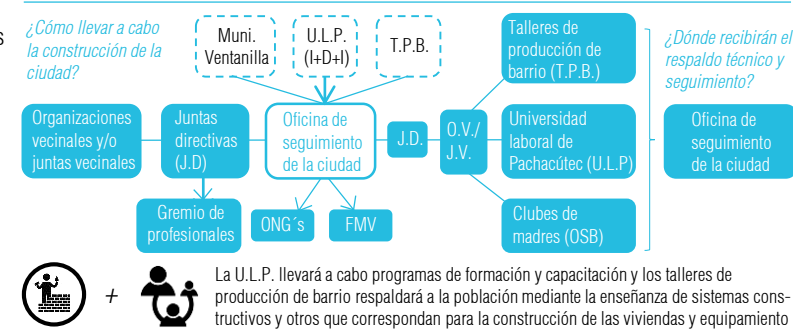 s
¿Cómo llevar a cabo
la construcción de la
ciudad?
Muni.
Ventanilla
U.L.P.
(I+D+I)
T.P.B.
Talleres de
producción de
barrio (T.P.B.)
¿Dónde recibirán el
respaldo técnico y
seguimiento?
Organizaciones
vecinales y/o
juntas vecinales
Juntas
directivas
(J.D)
Oficina de
seguimiento
de la ciudad
J.D.
O.V./
J.V.
Universidad
laboral de
Pachacútec (U.L.P)
Oficina de
seguimiento
de la ciudad
Gremio de
profesionales
ONG´s
FMV
Clubes de
madres (OSB)
+
La U.L.P. llevará a cabo programas de formación y capacitación y los talleres de
producción de barrio respaldará a la población mediante la enseñanza de sistemas cons-
tructivos y otros que correspondan para la construcción de las viviendas y equipamiento